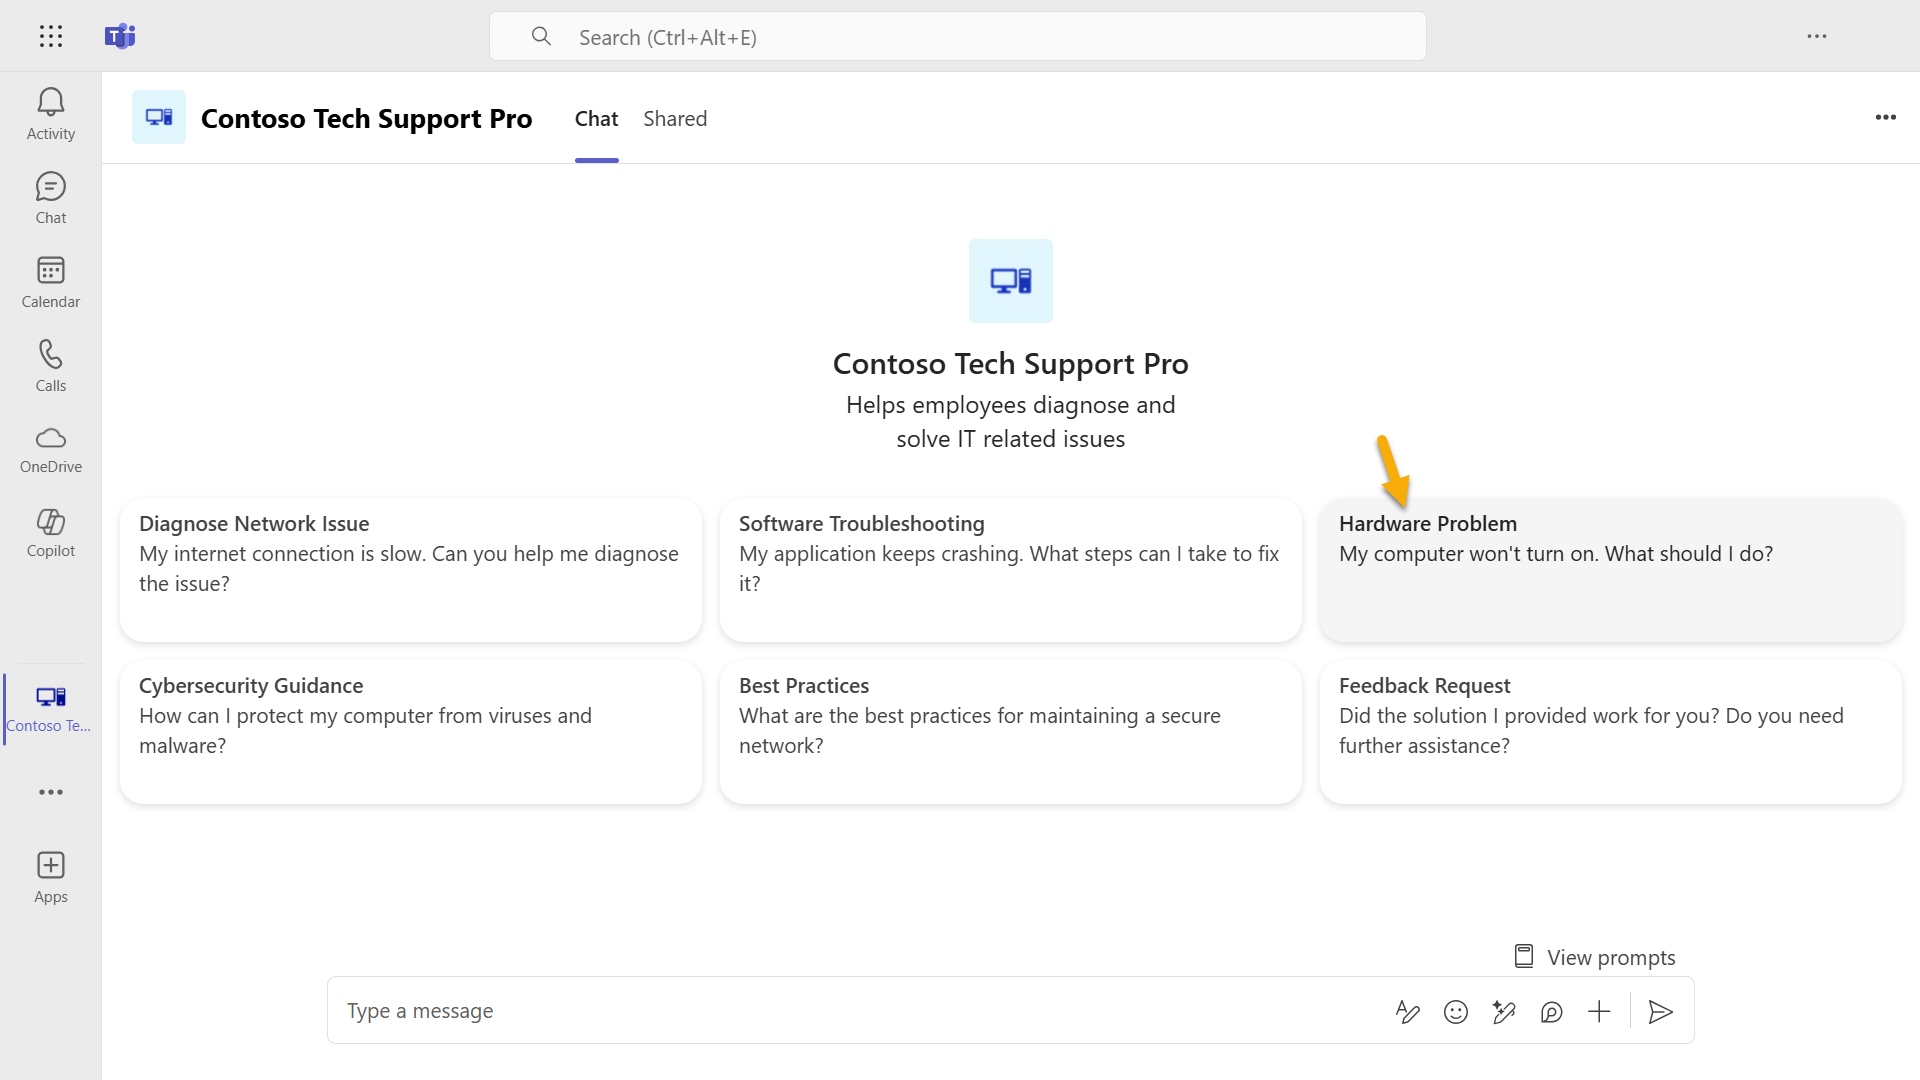 Search (Ctrl+Alt+E)
Activity
Chat
Calendar
Calls
OneDrive
Copilot
Contoso Te...
Apps
Contoso Tech Support Pro
Chat
Shared
Contoso Tech Support Pro
Helps employees diagnose and
solve IT related issues
Diagnose Network Issue
My internet connection is slow. Can you help me diagnose
the issue?
Software Troubleshooting
My application keeps crashing. What steps can I take to fix
it?
Hardware Problem
My computer won't turn on. What should I do?
Cybersecurity Guidance
How can I protect my computer from viruses and
malware?
Best Practices
What are the best practices for maintaining a secure
network?
Feedback Request
Did the solution I provided work for you? Do you need
further assistance?
View prompts
Type a message